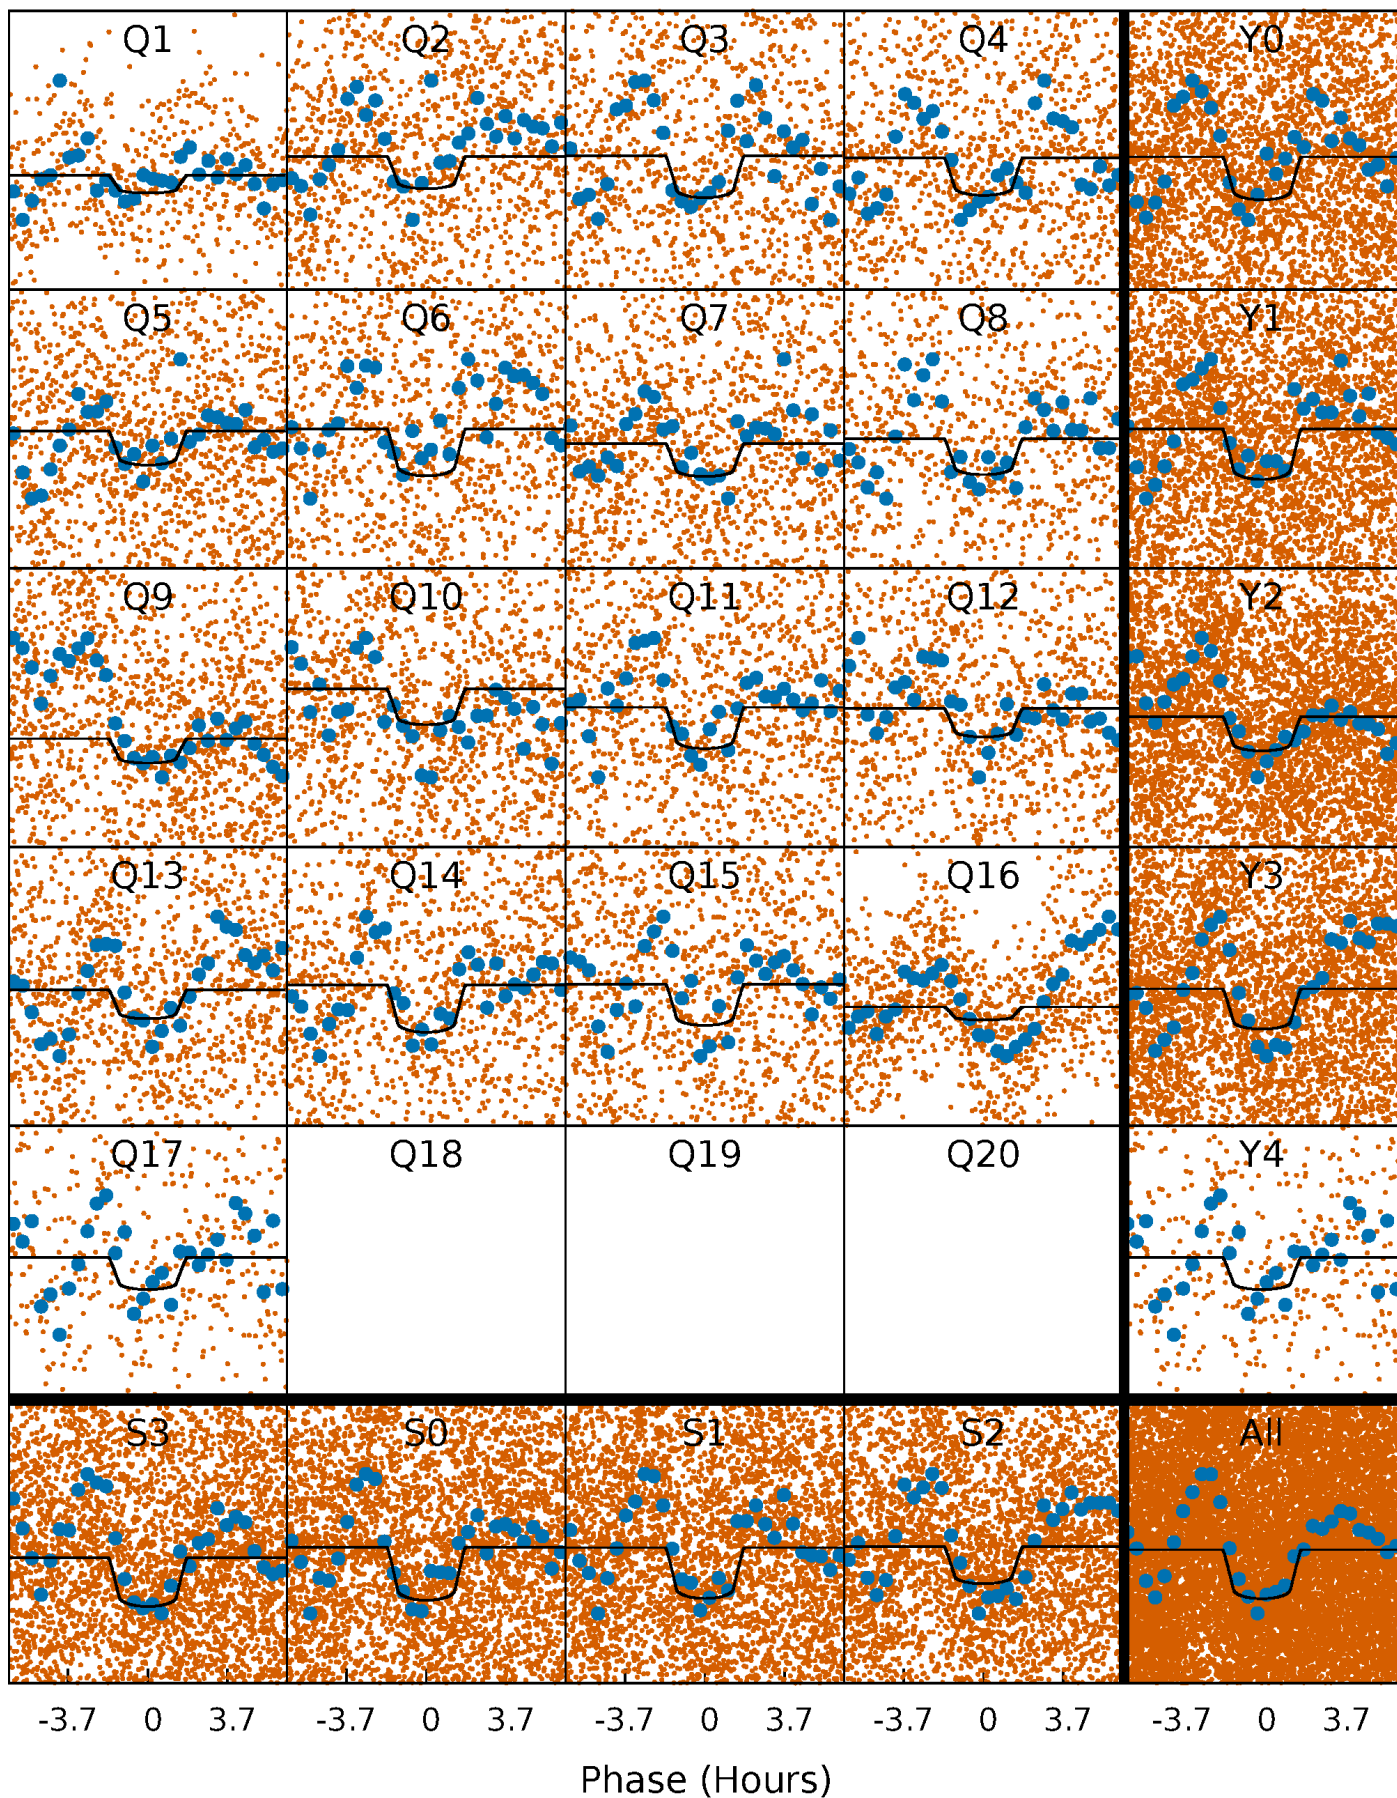 Q1 Q2 Q3 Q4 Y0
Q5 Q6 Q7 Q8 Y1
Q9 Q10 Q11 Q12 Y2
Q13 Q14 Q15 Q16 Y3
Q17 Q18 Q19 Q20 Y4
S3 S0 S1 S2 All
-3.7 0 3.7 -3.7 0 3.7 -3.7 0 3.7 -3.7 0 3.7 -3.7 0 3.7
Phase (Hours)